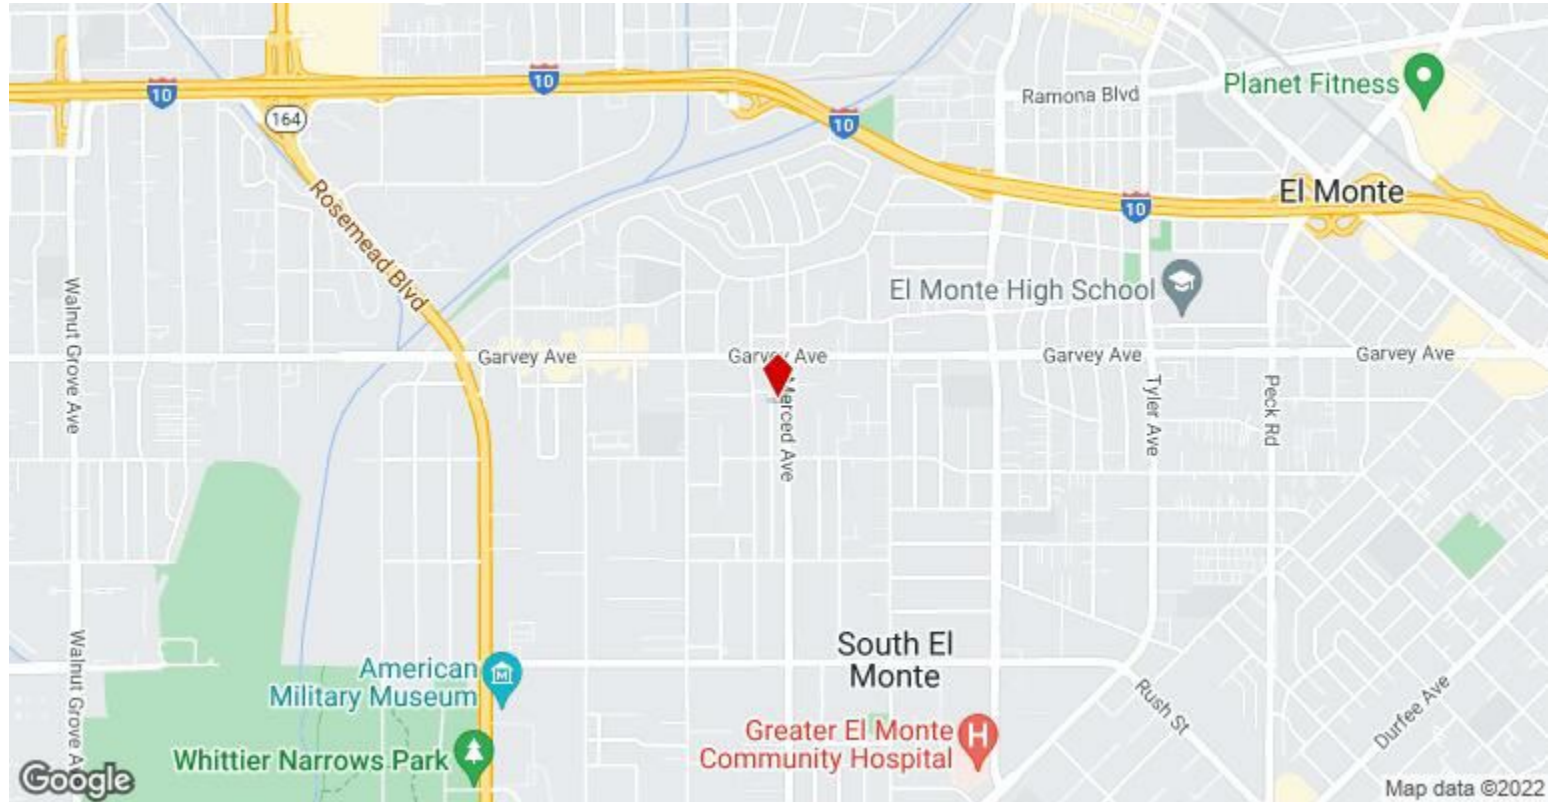 10
10
Planet Fitness
Ramona Blvd
164
10
El Monte
10
Rosemead Blvd
Walnut Grove Ave
El Monte High School
Garvey Ave
Garvey Ave
Garvey Ave
Garvey Ave
Merced Ave
Tyler Ave
Peck Rd
South El
Monte
American
Military Museum
M
Walnut Grove Av
Rush St
Durfee Ave
Greater El Monte
Community Hospital
H
Whittier Narrows Park
Google
Map data ©2022